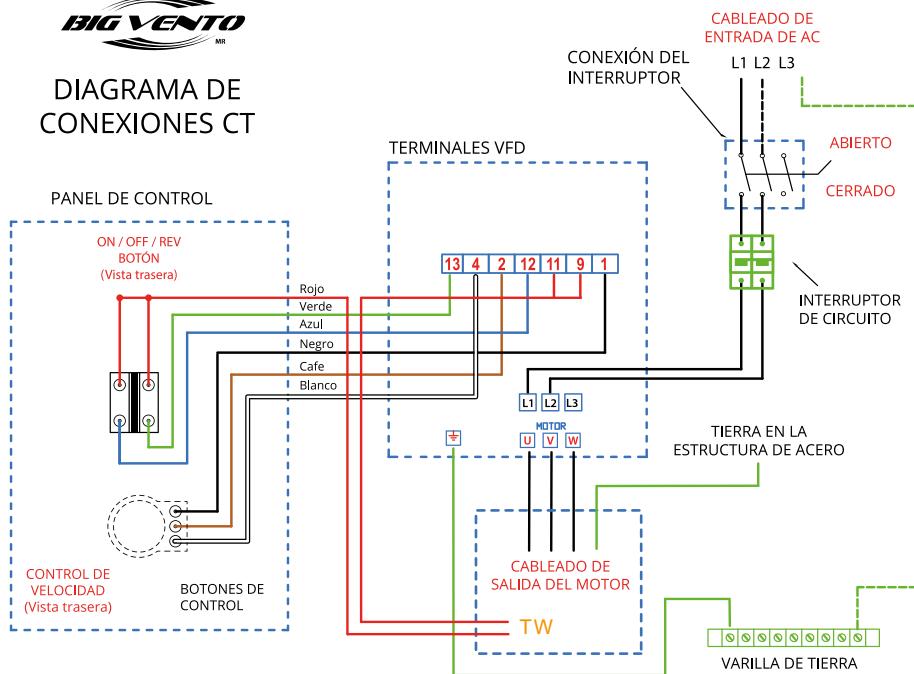 BIG VENTO
MR
DIAGRAMA DE
CONEXIONES CT
CABLEADO DE
ENTRADA DE AC
L1 L2 L3
CONEXIÓN DEL
INTERRUPTOR
ABIERTO
CERRADO
INTERRUPTOR
DE CIRCUITO
TERMINALES VFD
13 4 2 12 11 9 1
PANEL DE CONTROL
ON / OFF / REV
BOTÓN
(Vista trasera)
Rojo
Verde
Azul
Negro
Cafe
Blanco
L1 L2 L3
MOTOR
U V W
TIERRA EN LA
ESTRUCTURA DE ACERO
CABLEADO DE
SALIDA DEL MOTOR
TW
CONTROL DE
VELOCIDAD
(Vista trasera)
BOTONES DE
CONTROL
VARILLA DE TIERRA